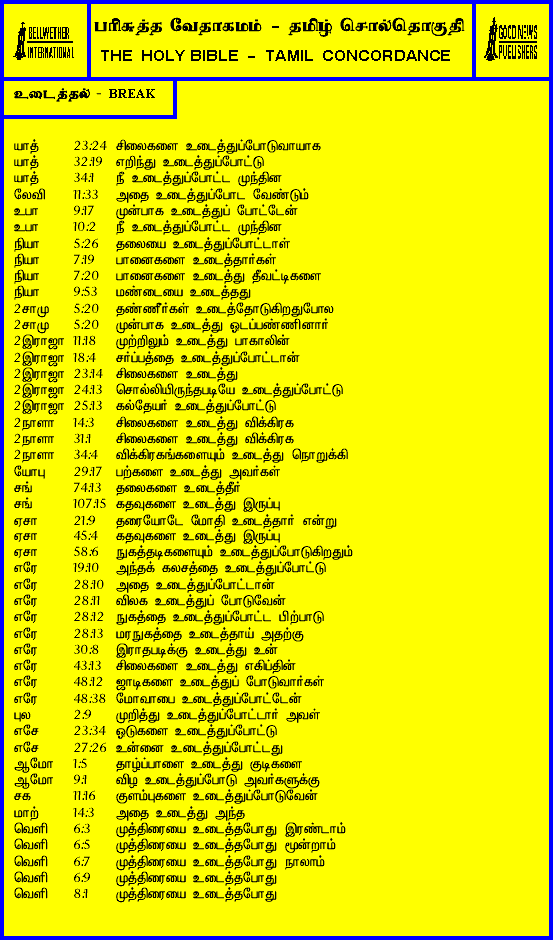 BELLWETHER
INTERNATIONAL
பரிசுத்த வேதாகமம் – தமிழ் சொல்தொகுதி
THE HOLY BIBLE – TAMIL CONCORDANCE
GOOD NEWS
PUBLISHERS
உடைத்தல் - BREAK
யாத் 23:24 சிலைகளை உடைத்துப்போடுவாயாக
யாத் 32:19 எறிந்து உடைத்துப்போட்டு
யாத் 34:1 நீ உடைத்துப்போட்ட முந்தின
லேவி 11:33 அதை உடைத்துப்போட வேண்டும்
உபா 9:17 முன்பாக உடைத்துப் போட்டேன்
உபா 10:2 நீ உடைத்துப்போட்ட முந்தின
நியா 5:26 தலையை உடைத்துப்போட்டாள்
நியா 7:19 பானைகளை உடைத்தார்கள்
நியா 7:20 பானைகளை உடைத்து தீவட்டிகளை
நியா 9:53 மண்டையை உடைத்தது
2சாமு 5:20 தண்ணீர்கள் உடைத்தோடுகிறதுபோல
2சாமு 5:20 முன்பாக உடைத்து ஓடப்பண்ணினார்
2இராஜா 11:18 முற்றிலும் உடைத்து பாகாலின்
2இராஜா 18:4 சர்ப்பத்தை உடைத்துப்போட்டான்
2இராஜா 23:14 சிலைகளை உடைத்து
2இராஜா 24:13 சொல்லியிருந்தபடியே உடைத்துப்போட்டு
2இராஜா 25:13 கல்தேயர் உடைத்துப்போட்டு
2நாளா 14:3 சிலைகளை உடைத்து விக்கிரக
2நாளா 31:1 சிலைகளை உடைத்து விக்கிரக
2நாளா 34:4 விக்கிரகங்களையும் உடைத்து நொறுக்கி
யோபு 29:17 பற்களை உடைத்து அவர்கள்
சங் 74:13 தலைகளை உடைத்தீர்
சங் 107:15 கதவுகளை உடைத்து இருப்பு
ஏசா 21:9 தரையோடே மோதி உடைத்தார் என்று
ஏசா 45:4 கதவுகளை உடைத்து இருப்பு
ஏசா 58:6 நுகத்தடிகளையும் உடைத்துப்போடுகிறதும்
எரே 19:10 அந்தக் கலசத்தை உடைத்துப்போட்டு
எரே 28:10 அதை உடைத்துப்போட்டான்
எரே 28:11 விலக உடைத்துப் போடுவேன்
எரே 28:12 நுகத்தை உடைத்துப்போட்ட பிற்பாடு
எரே 28:13 மரநுகத்தை உடைத்தாய் அதற்கு
எரே 30:8 இராதபடிக்கு உடைத்து உன்
எரே 43:13 சிலைகளை உடைத்து எகிப்தின்
எரே 48:12 ஜாடிகளை உடைத்துப் போடுவார்கள்
எரே 48:38 மோவாபை உடைத்துப்போட்டேன்
புல 2:9 முறித்து உடைத்துப்போட்டார் அவள்
எசே 23:34 ஓடுகளை உடைத்துப்போட்டு
எசே 27:26 உன்னை உடைத்துப்போட்டது
ஆமோ 1:5 தாழ்ப்பாளை உடைத்து குடிகளை
ஆமோ 9:1 விழ உடைத்துப்போடு அவர்களுக்கு
சக 11:16 குளம்புகளை உடைத்துப்போடுவேன்
மாற் 14:3 அதை உடைத்து அந்த
வெளி 6:3 முத்திரையை உடைத்தபோது இரண்டாம்
வெளி 6:5 முத்திரையை உடைத்தபோது மூன்றாம்
வெளி 6:7 முத்திரையை உடைத்தபோது நாலாம்
வெளி 6:9 முத்திரையை உடைத்தபோது
வெளி 8:1 முத்திரையை உடைத்தபோது